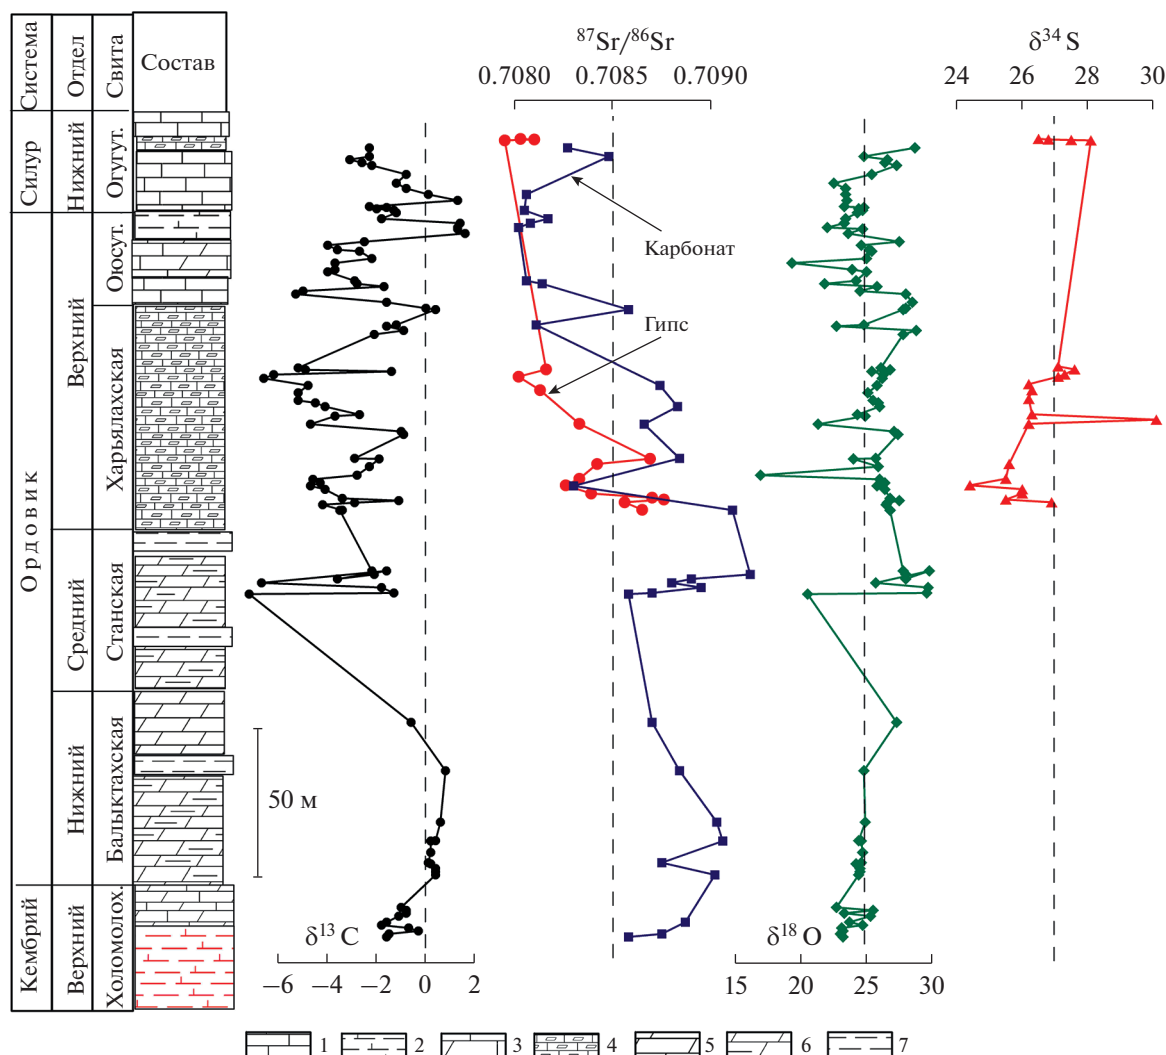 Система
Отдел
Свита
Состав
Силур
Ордовик
Кембрий
Нижний
Верхний
Средний
Нижний
Верхний
Огугут.
Оюсут.
Харьялахская
Станская
Балыктахская
Холомолох.
50 м
δ¹³C
−6 −4 −2 0 2
⁸⁷Sr/⁸⁶Sr
0.7080 0.7085 0.7090
Карбонат
Гипс
δ¹⁸O
15 20 25 30
δ³⁴S
24 26 28 30
1 2 3 4 5 6 7